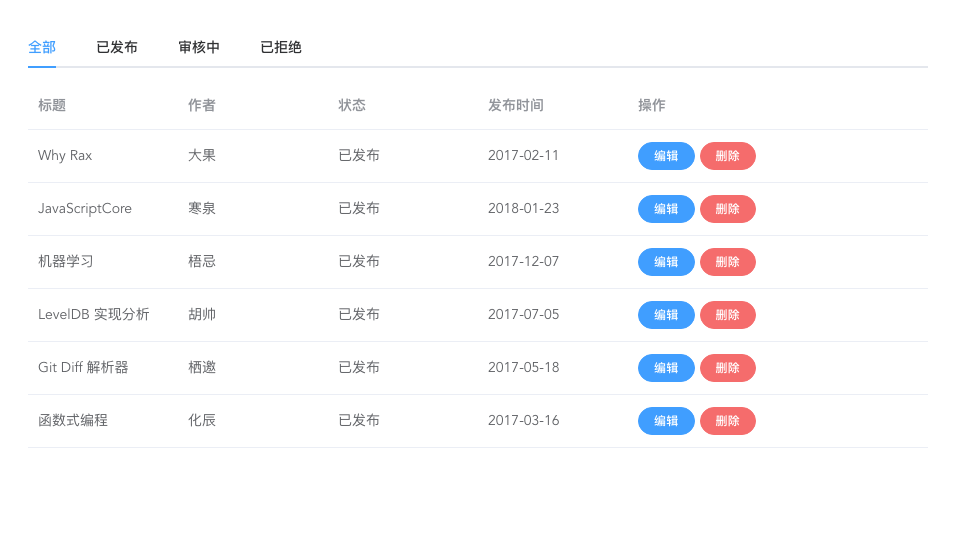 全部 已发布 审核中 已拒绝
标题 作者 状态 发布时间 操作
Why Rax 大果 已发布 2017-02-11 编辑 删除
JavaScriptCore 寒泉 已发布 2018-01-23 编辑 删除
机器学习 梧忌 已发布 2017-12-07 编辑 删除
LevelDB 实现分析 胡帅 已发布 2017-07-05 编辑 删除
Git Diff 解析器 栖邀 已发布 2017-05-18 编辑 删除
函数式编程 化辰 已发布 2017-03-16 编辑 删除